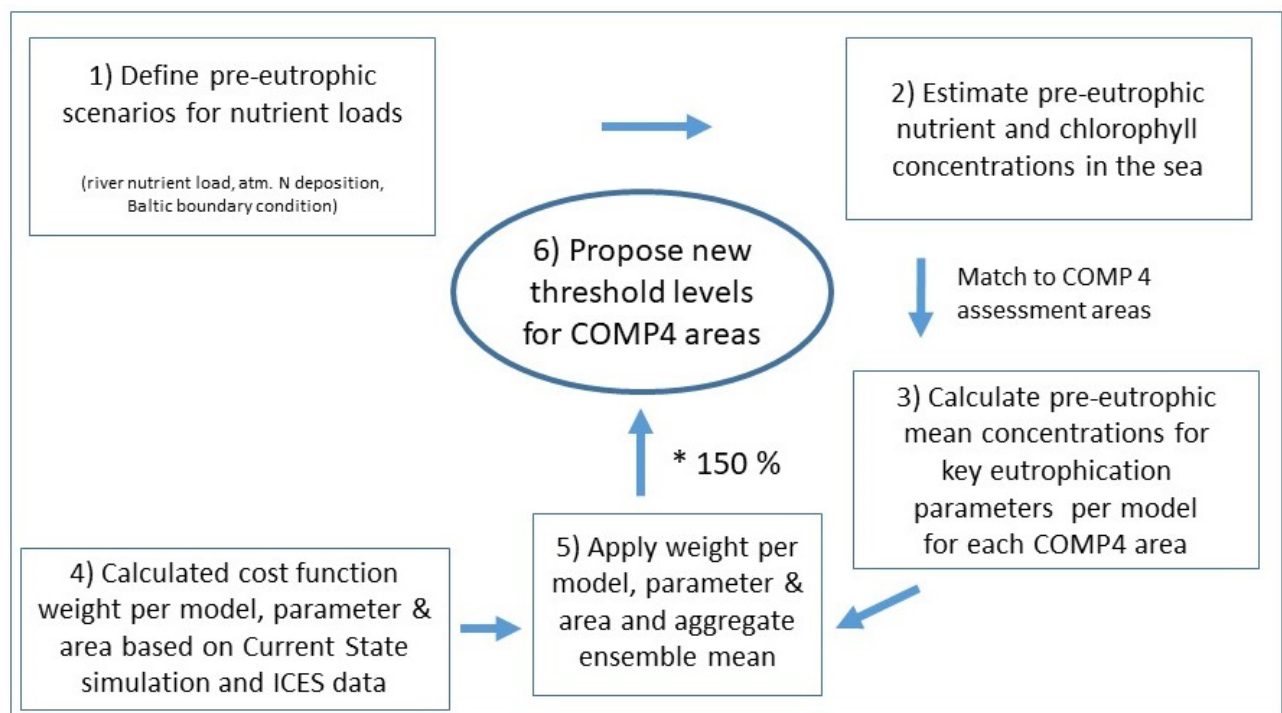 1) Define pre-eutrophic
scenarios for nutrient loads
(river nutrient load, atm. N deposition,
Baltic boundary condition)
2) Estimate pre-eutrophic
nutrient and chlorophyll
concentrations in the sea
Match to COMP 4
assessment areas
3) Calculate pre-eutrophic
mean concentrations for
key eutrophication
parameters per model
for each COMP4 area
4) Calculated cost function
weight per model, parameter &
area based on Current State
simulation and ICES data
5) Apply weight per
model, parameter &
area and aggregate
ensemble mean
* 150 %
6) Propose new
threshold levels
for COMP4 areas